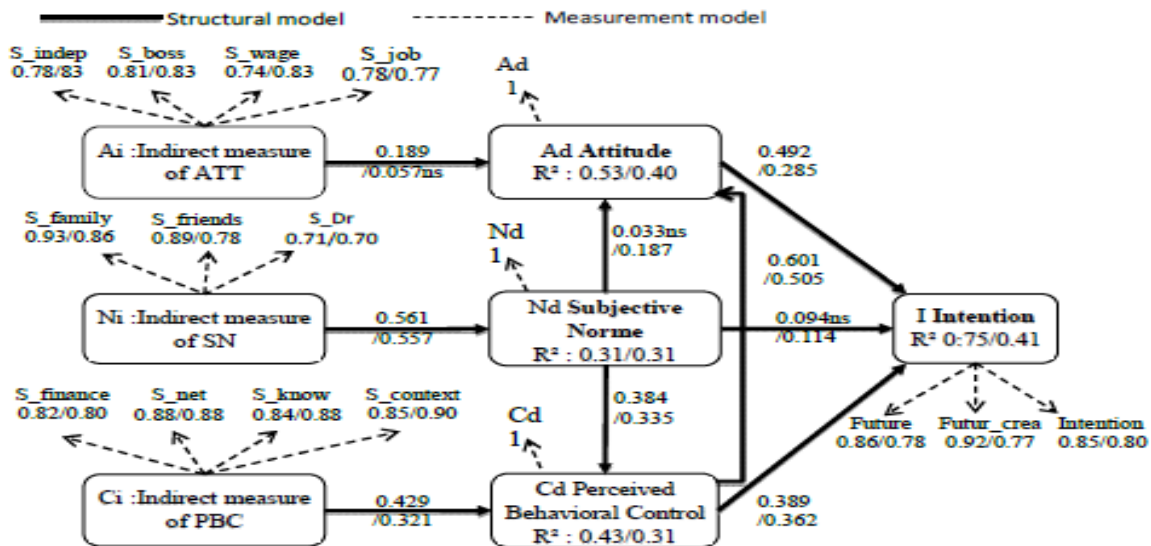 Structural model
Measurement model
S_indep
0.78/83
S_boss
0.81/0.83
S_wage
0.74/0.83
S_job
0.78/0.77
Ad
1
Ai :Indirect measure
of ATT
0.189
/0.057ns
Ad Attitude
R² : 0.53/0.40
0.492
/0.285
S_family
0.93/0.86
S_friends
0.89/0.78
S_Dr
0.71/0.70
Nd
1
0.033ns
/0.187
0.601
/0.505
Ni :Indirect measure
of SN
0.561
/0.557
Nd Subjective
Norme
R² : 0.31/0.31
0.094ns
/0.114
I Intention
R² 0:75/0.41
S_finance
0.82/0.80
S_net
0.88/0.88
S_know
0.84/0.88
S_context
0.85/0.90
Cd
1
0.384
/0.335
Future
0.86/0.78
Futur_crea
0.92/0.77
Intention
0.85/0.80
Ci :Indirect measure
of PBC
0.429
/0.321
Cd Perceived
Behavioral Control
R² : 0.43/0.31
0.389
/0.362